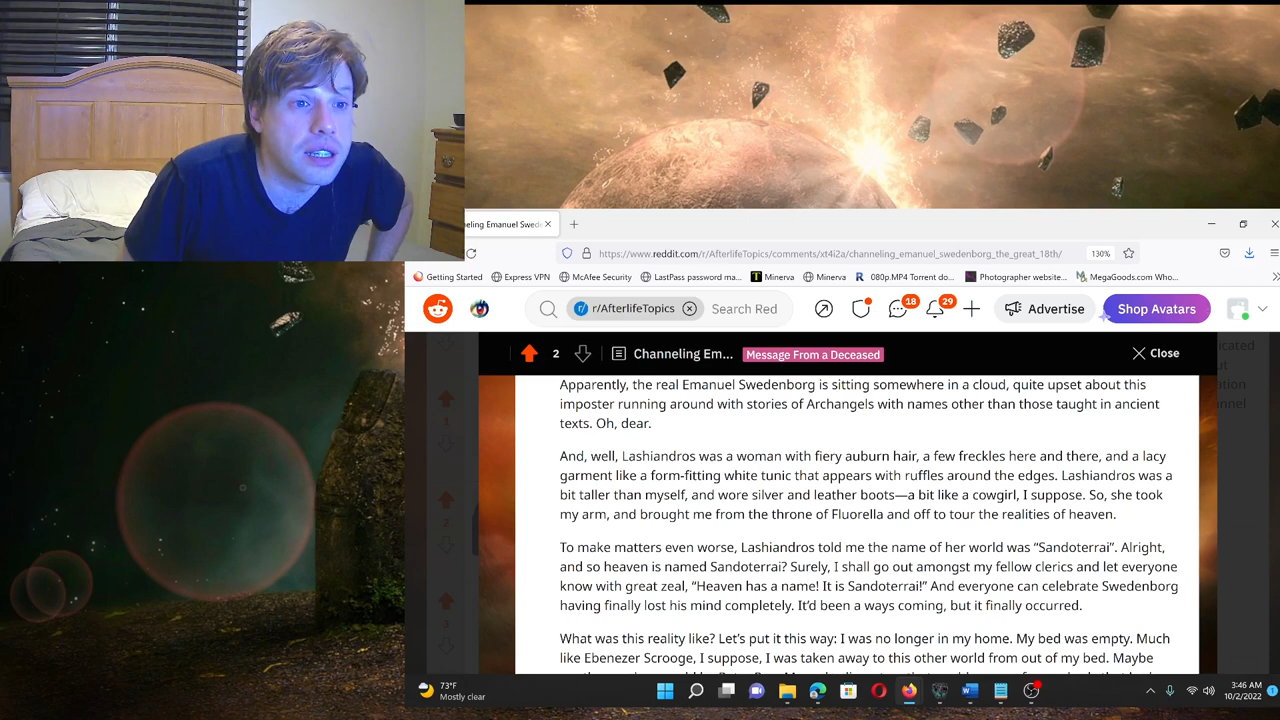 neling Emanuel Swed
https://www.reddit.com/r/AfterlifeTopics/comments/xt4i2a/channeling_emanuel_swedenborg_the_great_18th/
130%
Getting Started
Express VPN
McAfee Security
LastPass password ma...
Minerva
Minerva
080p.MP4 Torrent do...
Photographer website...
MegaGoods.com Who...
r/AfterlifeTopics
Search Red
18
29
Advertise
Shop Avatars
2
Channeling Em...
Message From a Deceased
Close
Apparently, the real Emanuel Swedenborg is sitting somewhere in a cloud, quite upset about this
imposter running around with stories of Archangels with names other than those taught in ancient
texts. Oh, dear.
And, well, Lashiandros was a woman with fiery auburn hair, a few freckles here and there, and a lacy
garment like a form-fitting white tunic that appears with ruffles around the edges. Lashiandros was a
bit taller than myself, and wore silver and leather boots—a bit like a cowgirl, I suppose. So, she took
my arm, and brought me from the throne of Fluorella and off to tour the realities of heaven.
To make matters even worse, Lashiandros told me the name of her world was “Sandoterrai”. Alright,
and so heaven is named Sandoterrai? Surely, I shall go out amongst my fellow clerics and let everyone
know with great zeal, “Heaven has a name! It is Sandoterrai!” And everyone can celebrate Swedenborg
having finally lost his mind completely. It’d been a ways coming, but it finally occurred.
What was this reality like? Let’s put it this way: I was no longer in my home. My bed was empty. Much
like Ebenezer Scrooge, I suppose, I was taken away to this other world from out of my bed. Maybe
73°F
Mostly clear
3:46 AM
10/2/2022